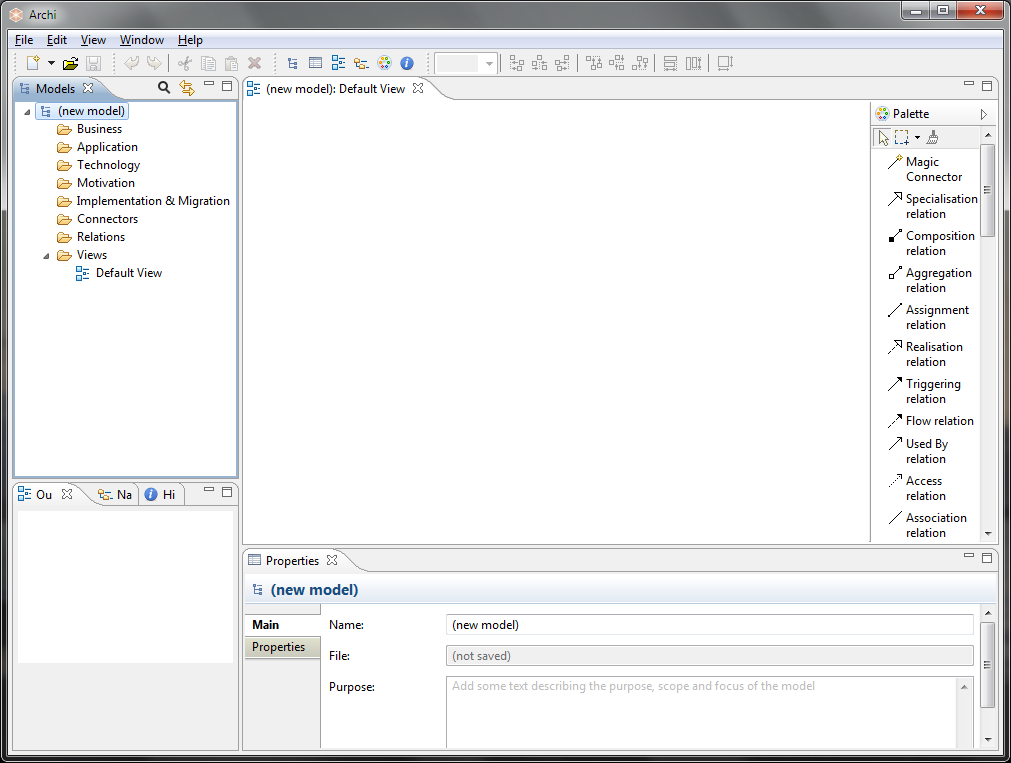 Archi
File Edit View Window Help
Models
(new model)
Business
Application
Technology
Motivation
Implementation & Migration
Connectors
Relations
Views
Default View
(new model): Default View
Palette
Magic
Connector
Specialisation
relation
Composition
relation
Aggregation
relation
Assignment
relation
Realisation
relation
Triggering
relation
Flow relation
Used By
relation
Access
relation
Association
relation
Ou Na Hi
Properties
(new model)
Main
Properties
Name: (new model)
File: (not saved)
Purpose: Add some text describing the purpose, scope and focus of the model